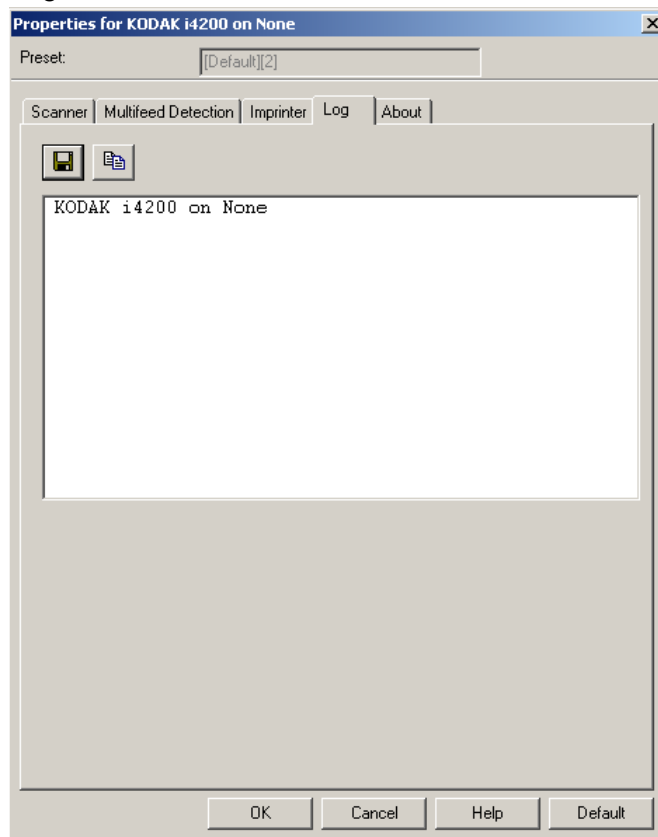 Properties for KODAK i4200 on None
Preset: [Default][2]
Scanner Multifeed Detection Imprinter Log About
KODAK i4200 on None
OK Cancel Help Default